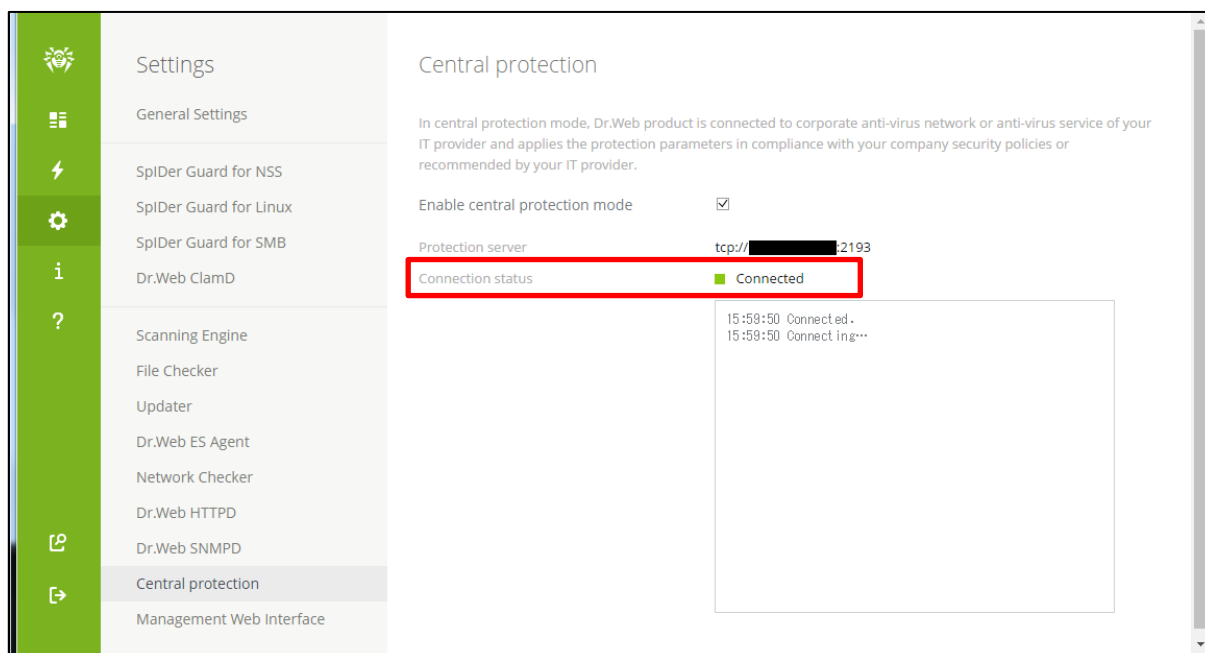 Settings
General Settings
SpIDer Guard for NSS
SpIDer Guard for Linux
SpIDer Guard for SMB
Dr.Web ClamD
Scanning Engine
File Checker
Updater
Dr.Web ES Agent
Network Checker
Dr.Web HTTPD
Dr.Web SNMPD
Central protection
Management Web Interface
Central protection
In central protection mode, Dr.Web product is connected to corporate anti-virus network or anti-virus service of your
IT provider and applies the protection parameters in compliance with your company security policies or
recommended by your IT provider.
Enable central protection mode
Protection server tcp:// :2193
Connection status Connected
15:59:50 Connected.
15:59:50 Connecting…
i
?